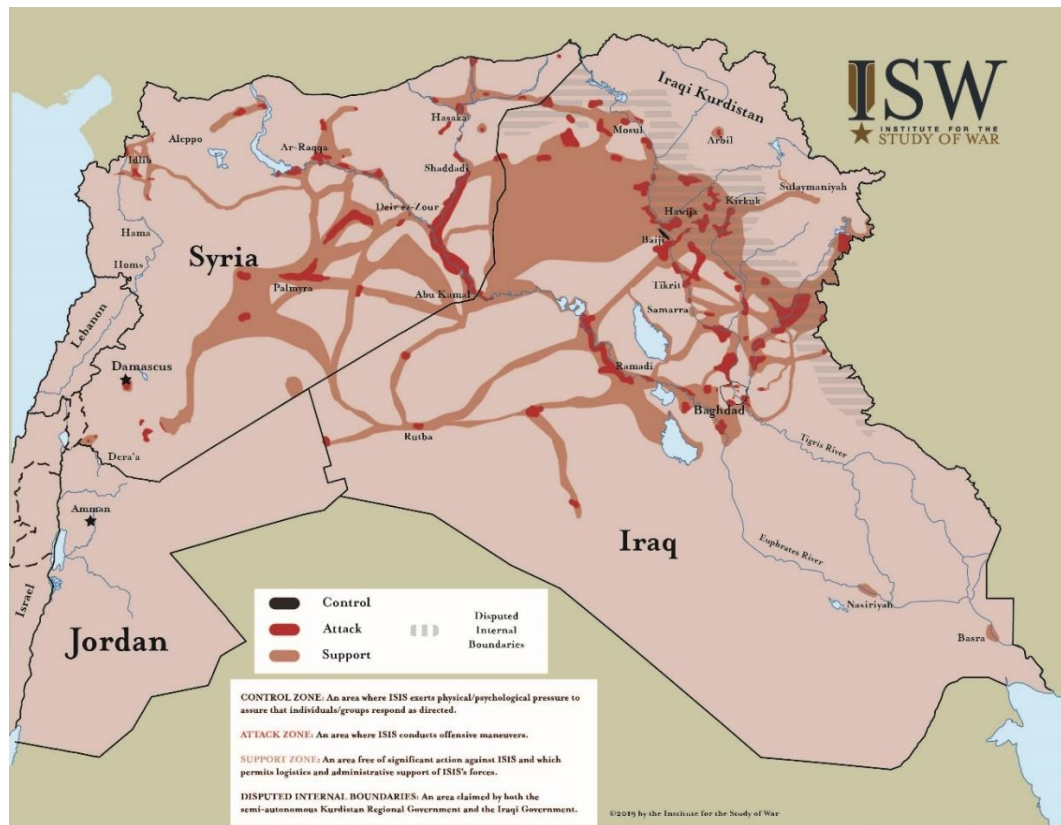 ISW
INSTITUTE FOR THE
STUDY OF WAR
Iraqi Kurdistan
Hasaka
Mosul
Arbil
Aleppo
Ar-Raqqa
Idlib
Shaddadi
Sulaymaniyah
Kirkuk
Deir ez-Zour
Hawija
Hama
Baiji
Syria
Homs
Palmyra
Abu Kamal
Tikrit
Samarra
Lebanon
Damascus
Ramadi
Baghdad
Rutba
Tigris River
Dera'a
Amman
Iraq
Euphrates River
Israel
Nasiriyah
Jordan
Basra
Control
Attack
Support
Disputed
Internal
Boundaries
CONTROL ZONE: An area where ISIS exerts physical/psychological pressure to
assure that individuals/groups respond as directed.
ATTACK ZONE: An area where ISIS conducts offensive maneuvers.
SUPPORT ZONE: An area free of significant action against ISIS and which
permits logistics and administrative support of ISIS's forces.
DISPUTED INTERNAL BOUNDARIES: An area claimed by both the
semi-autonomous Kurdistan Regional Government and the Iraqi Government.
©2019 by the Institute for the Study of War